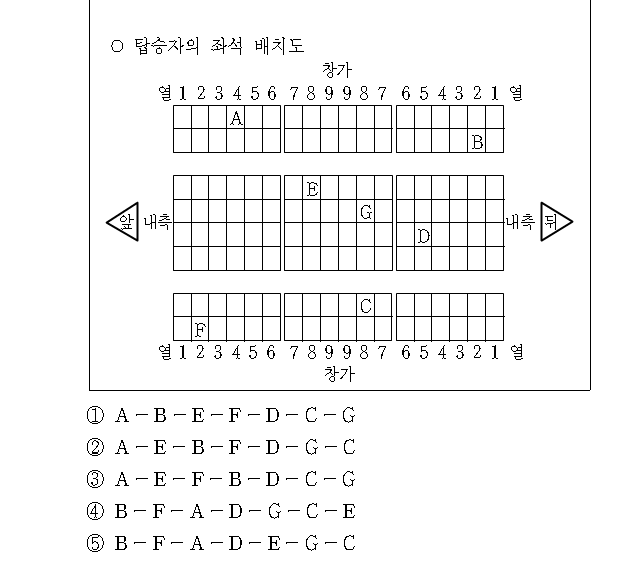 ○ 탑승자의 좌석 배치도
창가
열 1 2 3 4 5 6 7 8 9 9 8 7 6 5 4 3 2 1 열
A
B
E
G
앞 내측 내측 뒤
D
C
F
열 1 2 3 4 5 6 7 8 9 9 8 7 6 5 4 3 2 1 열
창가
① A － B － E － F － D － C － G
② A － E － B － F － D － G － C
③ A － E － F － B － D － C － G
④ B － F － A － D － G － C － E
⑤ B － F － A － D － E － G － C